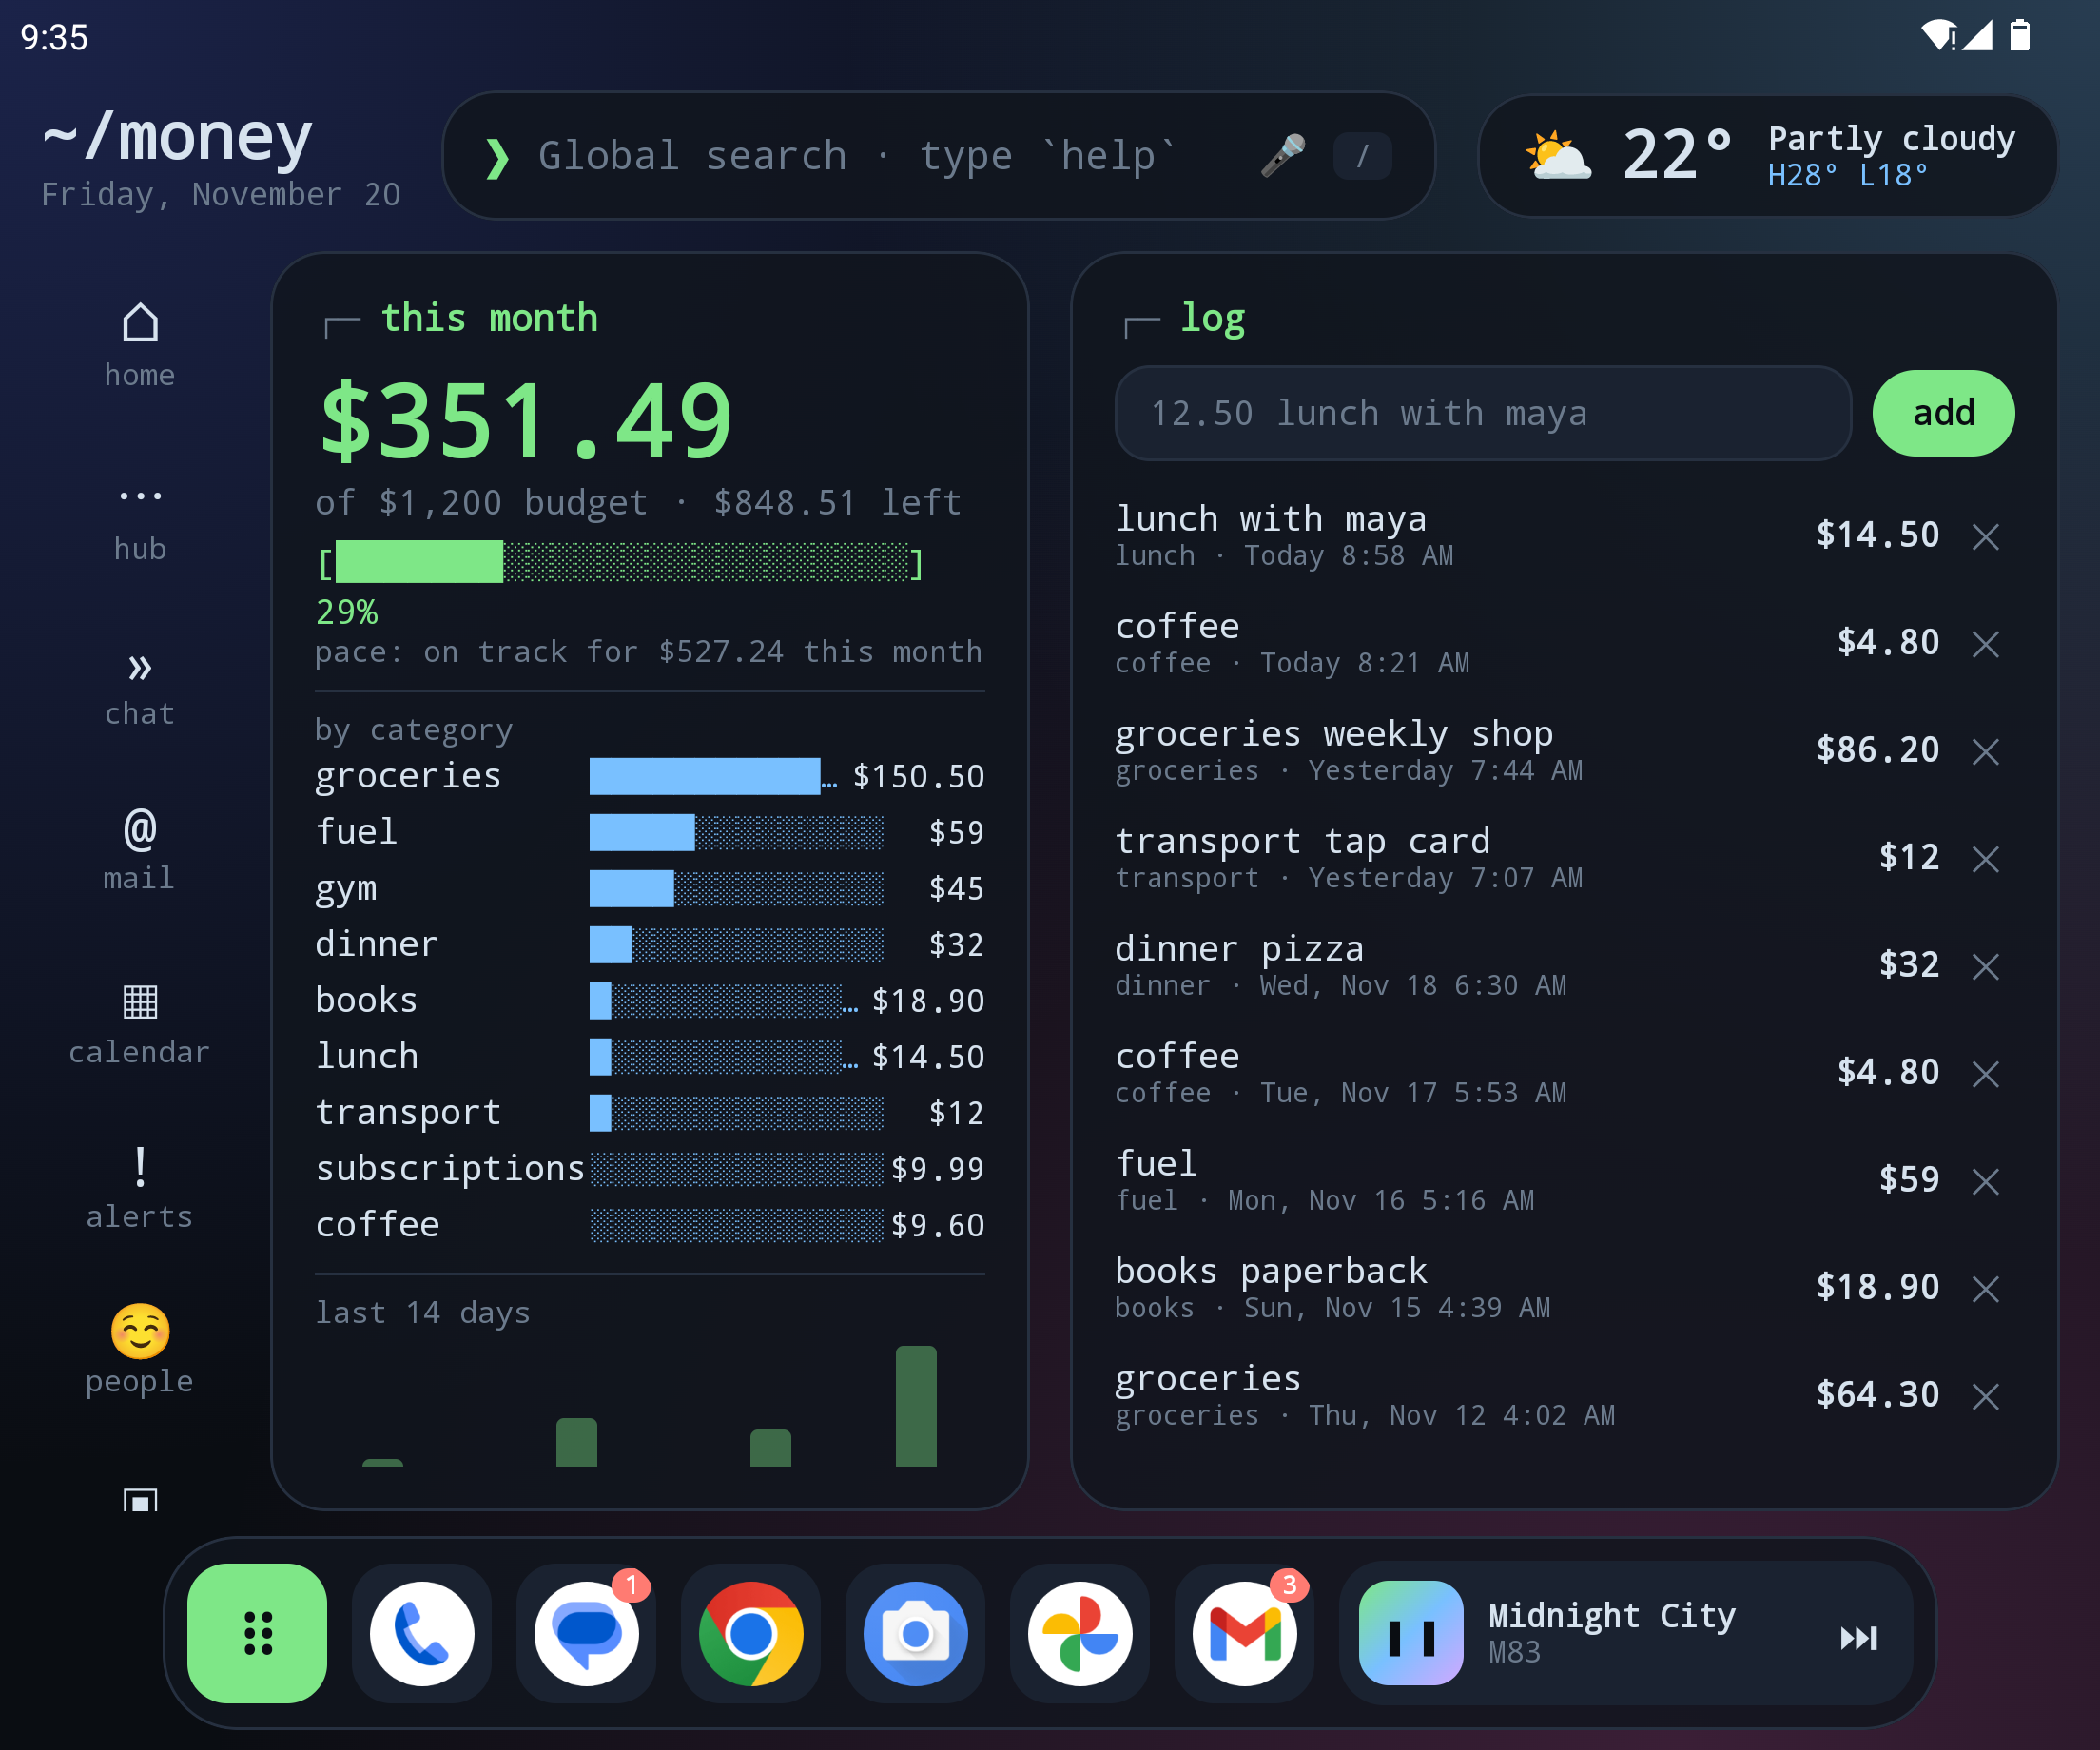 9:35
~/money
Friday, November 20
❯ Global search · type `help`
/
22°
Partly cloudy
H28° L18°
home
hub
chat
@
mail
calendar
!
alerts
people
this month
$351.49
of $1,200 budget · $848.51 left
[█████████░░░░░░░░░░░░░░░░░░░░░░]
29%
pace: on track for $527.24 this month
by category
groceries … $150.50
fuel $59
gym $45
dinner $32
books … $18.90
lunch … $14.50
transport $12
subscriptions $9.99
coffee $9.60
last 14 days
log
12.50 lunch with maya
add
lunch with maya
lunch · Today 8:58 AM
$14.50
coffee
coffee · Today 8:21 AM
$4.80
groceries weekly shop
groceries · Yesterday 7:44 AM
$86.20
transport tap card
transport · Yesterday 7:07 AM
$12
dinner pizza
dinner · Wed, Nov 18 6:30 AM
$32
coffee
coffee · Tue, Nov 17 5:53 AM
$4.80
fuel
fuel · Mon, Nov 16 5:16 AM
$59
books paperback
books · Sun, Nov 15 4:39 AM
$18.90
groceries
groceries · Thu, Nov 12 4:02 AM
$64.30
1
3
Midnight City
M83